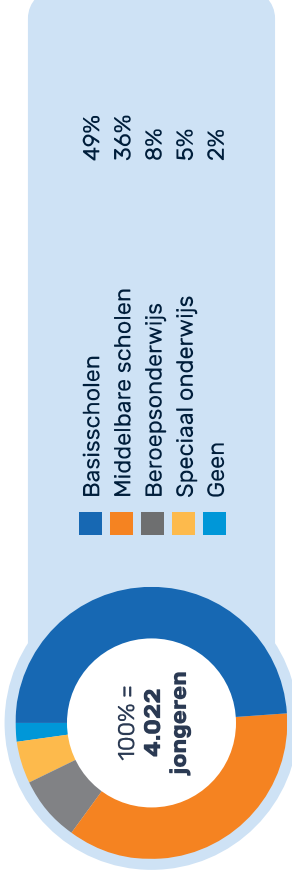 100% =
4.022
jongeren
Basisscholen 49%
Middelbare scholen 36%
Beroepsonderwijs 8%
Speciaal onderwijs 5%
Geen 2%